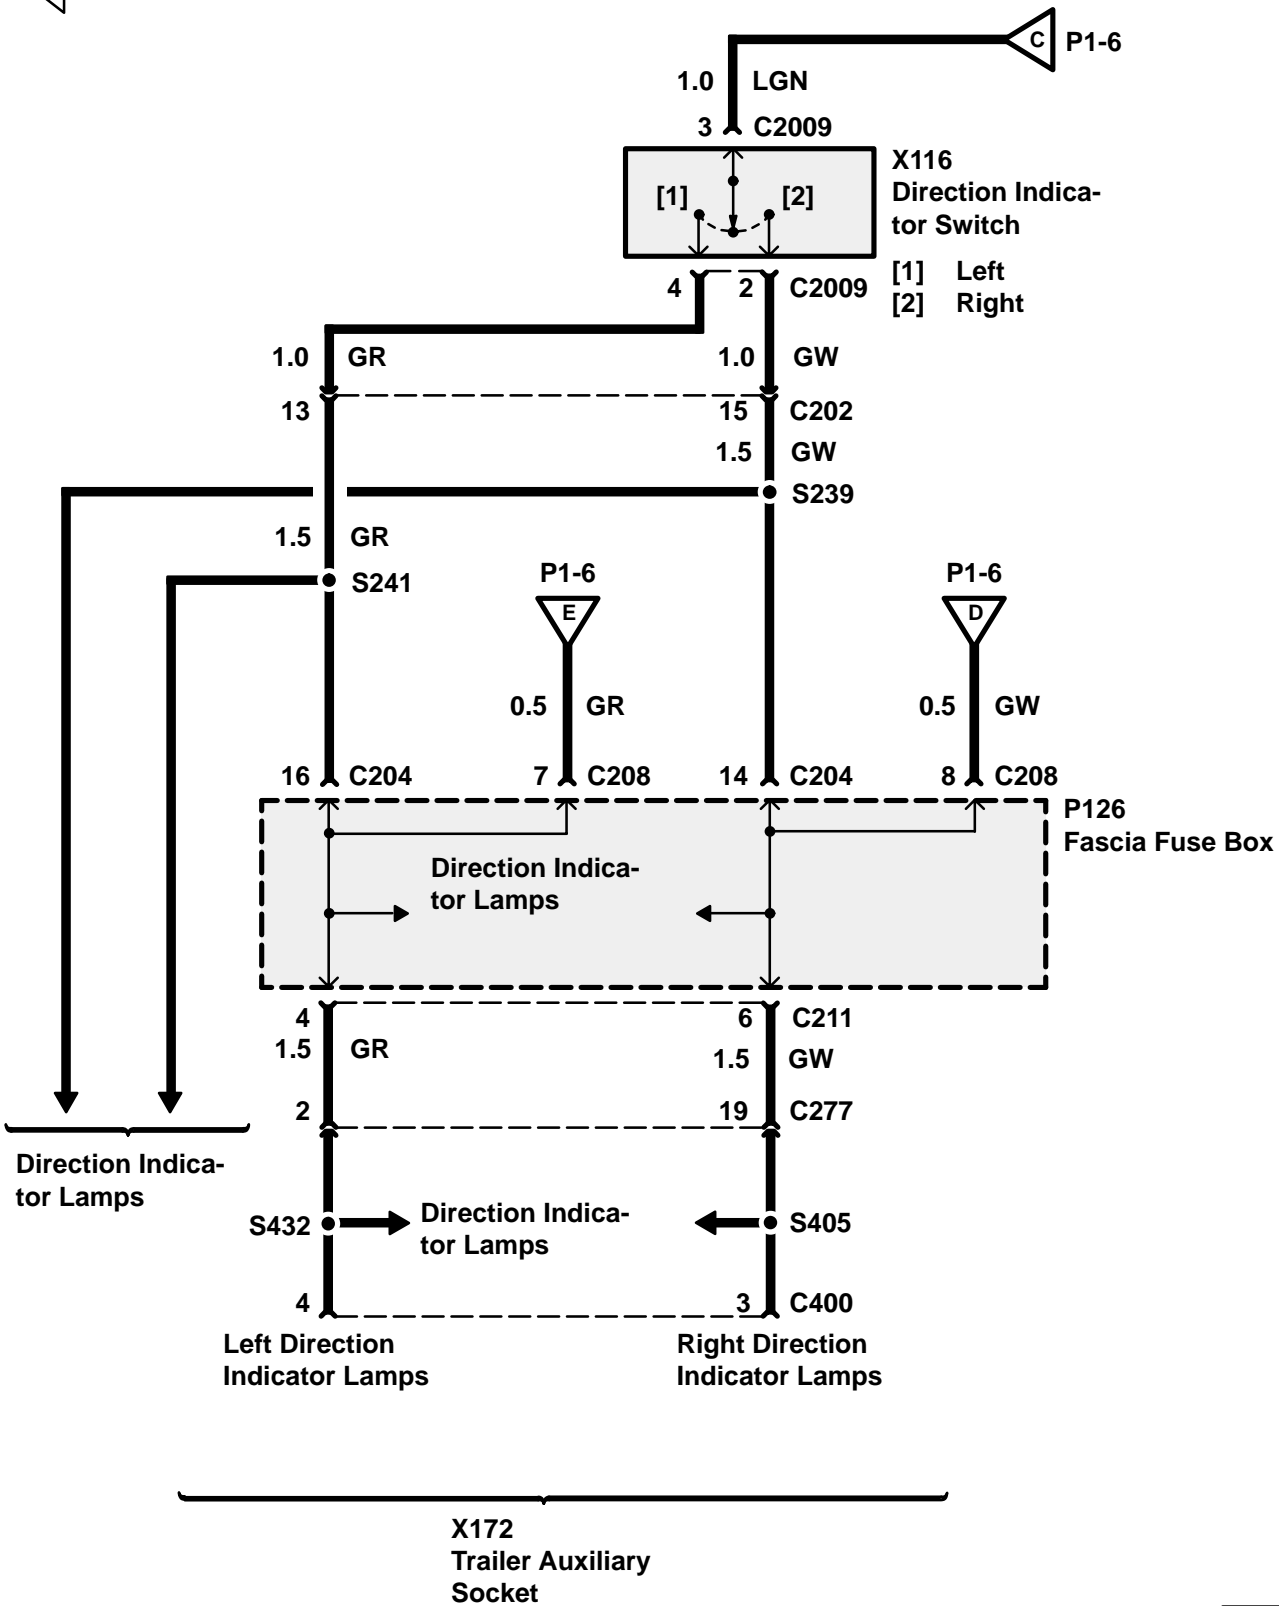 C P1-6
1.0 LGN
3 C2009
X116
Direction Indica-
tor Switch
[1] [2]
[1] Left
[2] Right
4 2 C2009
1.0 GR 1.0 GW
13 15 C202
1.5 GW
S239
1.5 GR
S241
P1-6 P1-6
E D
0.5 GR 0.5 GW
16 C204 7 C208 14 C204 8 C208
P126
Fascia Fuse Box
Direction Indica-
tor Lamps
4 6 C211
1.5 GR 1.5 GW
2 19 C277
Direction Indica-
tor Lamps
S432 Direction Indica- S405
tor Lamps
4 3 C400
Left Direction Right Direction
Indicator Lamps Indicator Lamps
X172
Trailer Auxiliary
Socket